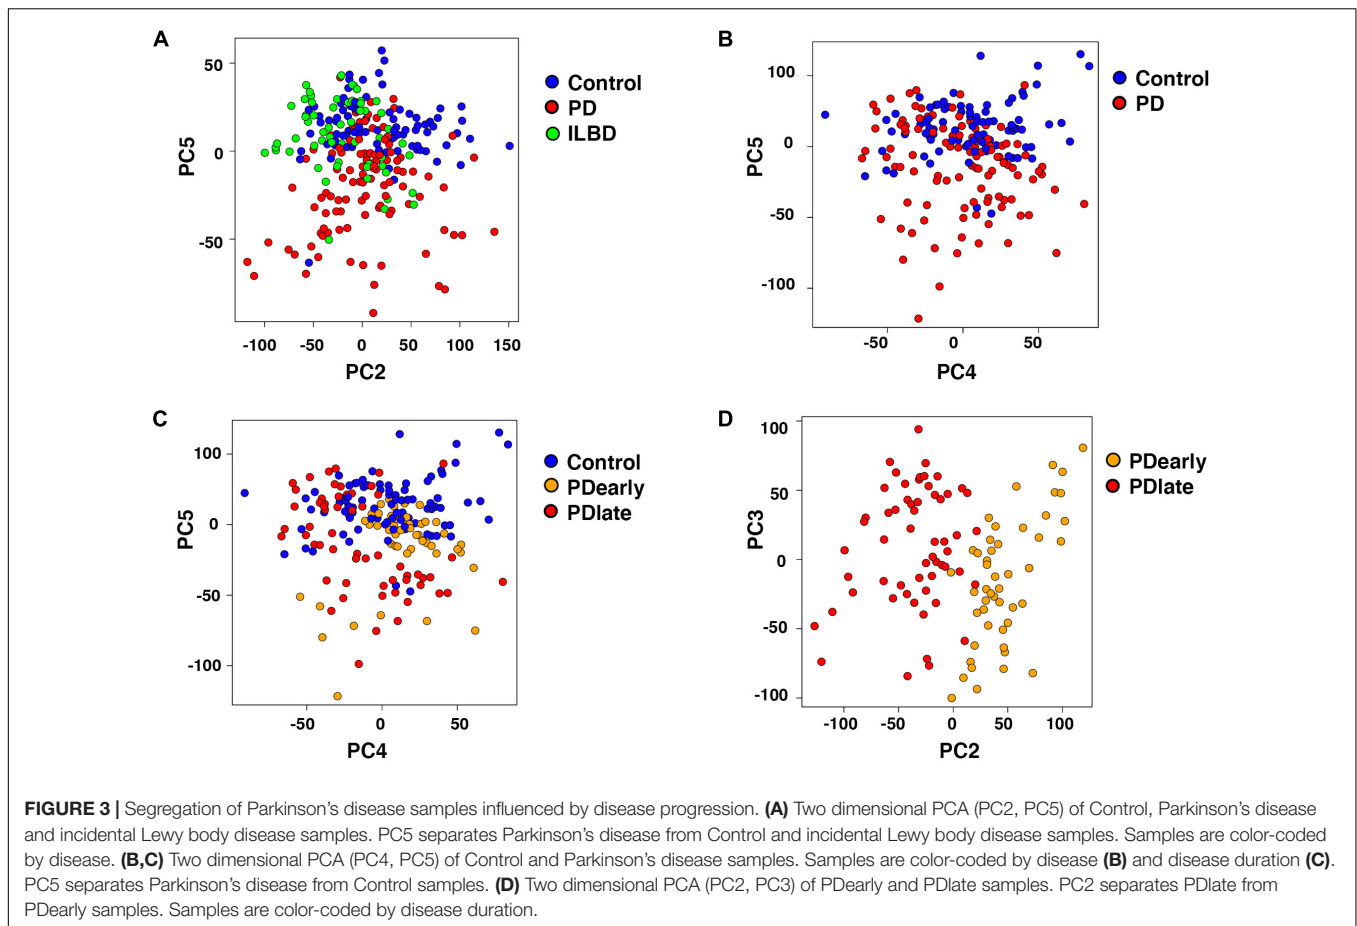 A
PC5
50
0
-50
-100 -50 0 50 100 150
PC2
Control
PD
ILBD
B
PC5
100
50
0
-50
-100
-50 0 50
PC4
Control
PD
C
PC5
100
50
0
-50
-100
-50 0 50
PC4
Control
PDearly
PDlate
D
PC3
100
50
0
-50
-100
-100 -50 0 50 100
PC2
PDearly
PDlate
FIGURE 3 | Segregation of Parkinson's disease samples influenced by disease progression. (A) Two dimensional PCA (PC2, PC5) of Control, Parkinson's disease
and incidental Lewy body disease samples. PC5 separates Parkinson's disease from Control and incidental Lewy body disease samples. Samples are color-coded
by disease. (B,C) Two dimensional PCA (PC4, PC5) of Control and Parkinson's disease samples. Samples are color-coded by disease (B) and disease duration (C).
PC5 separates Parkinson's disease from Control samples. (D) Two dimensional PCA (PC2, PC3) of PDearly and PDlate samples. PC2 separates PDlate from
PDearly samples. Samples are color-coded by disease duration.